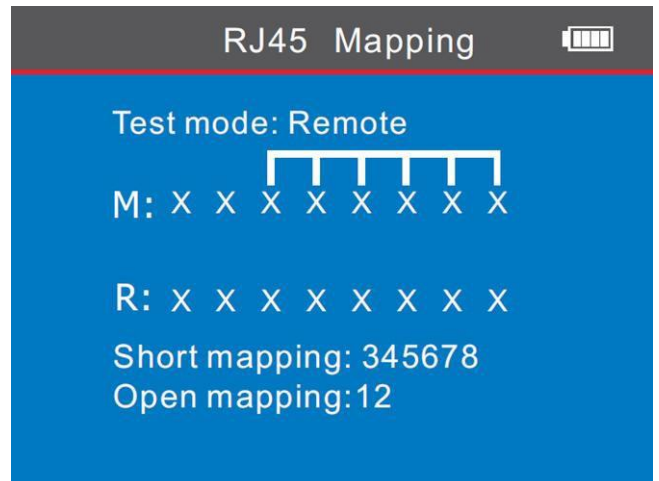 RJ45 Mapping
Test mode: Remote
M: X X X X X X X X
R: X X X X X X X X
Short mapping: 345678
Open mapping:12